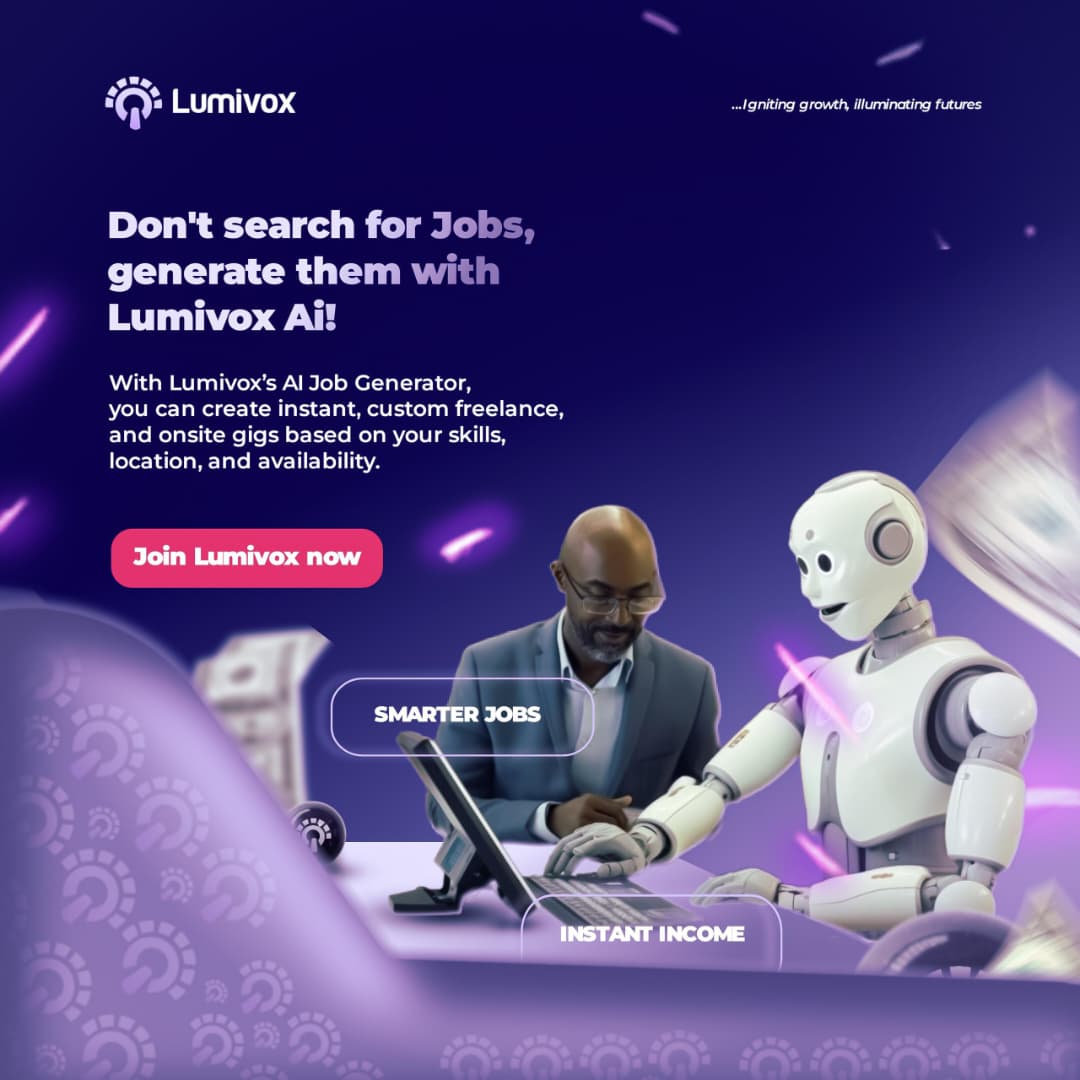 Lumivox
...Igniting growth, illuminating futures
Don't search for Jobs,
generate them with
Lumivox Ai!
With Lumivox’s AI Job Generator,
you can create instant, custom freelance,
and onsite gigs based on your skills,
location, and availability.
Join Lumivox now
SMARTER JOBS
INSTANT INCOME